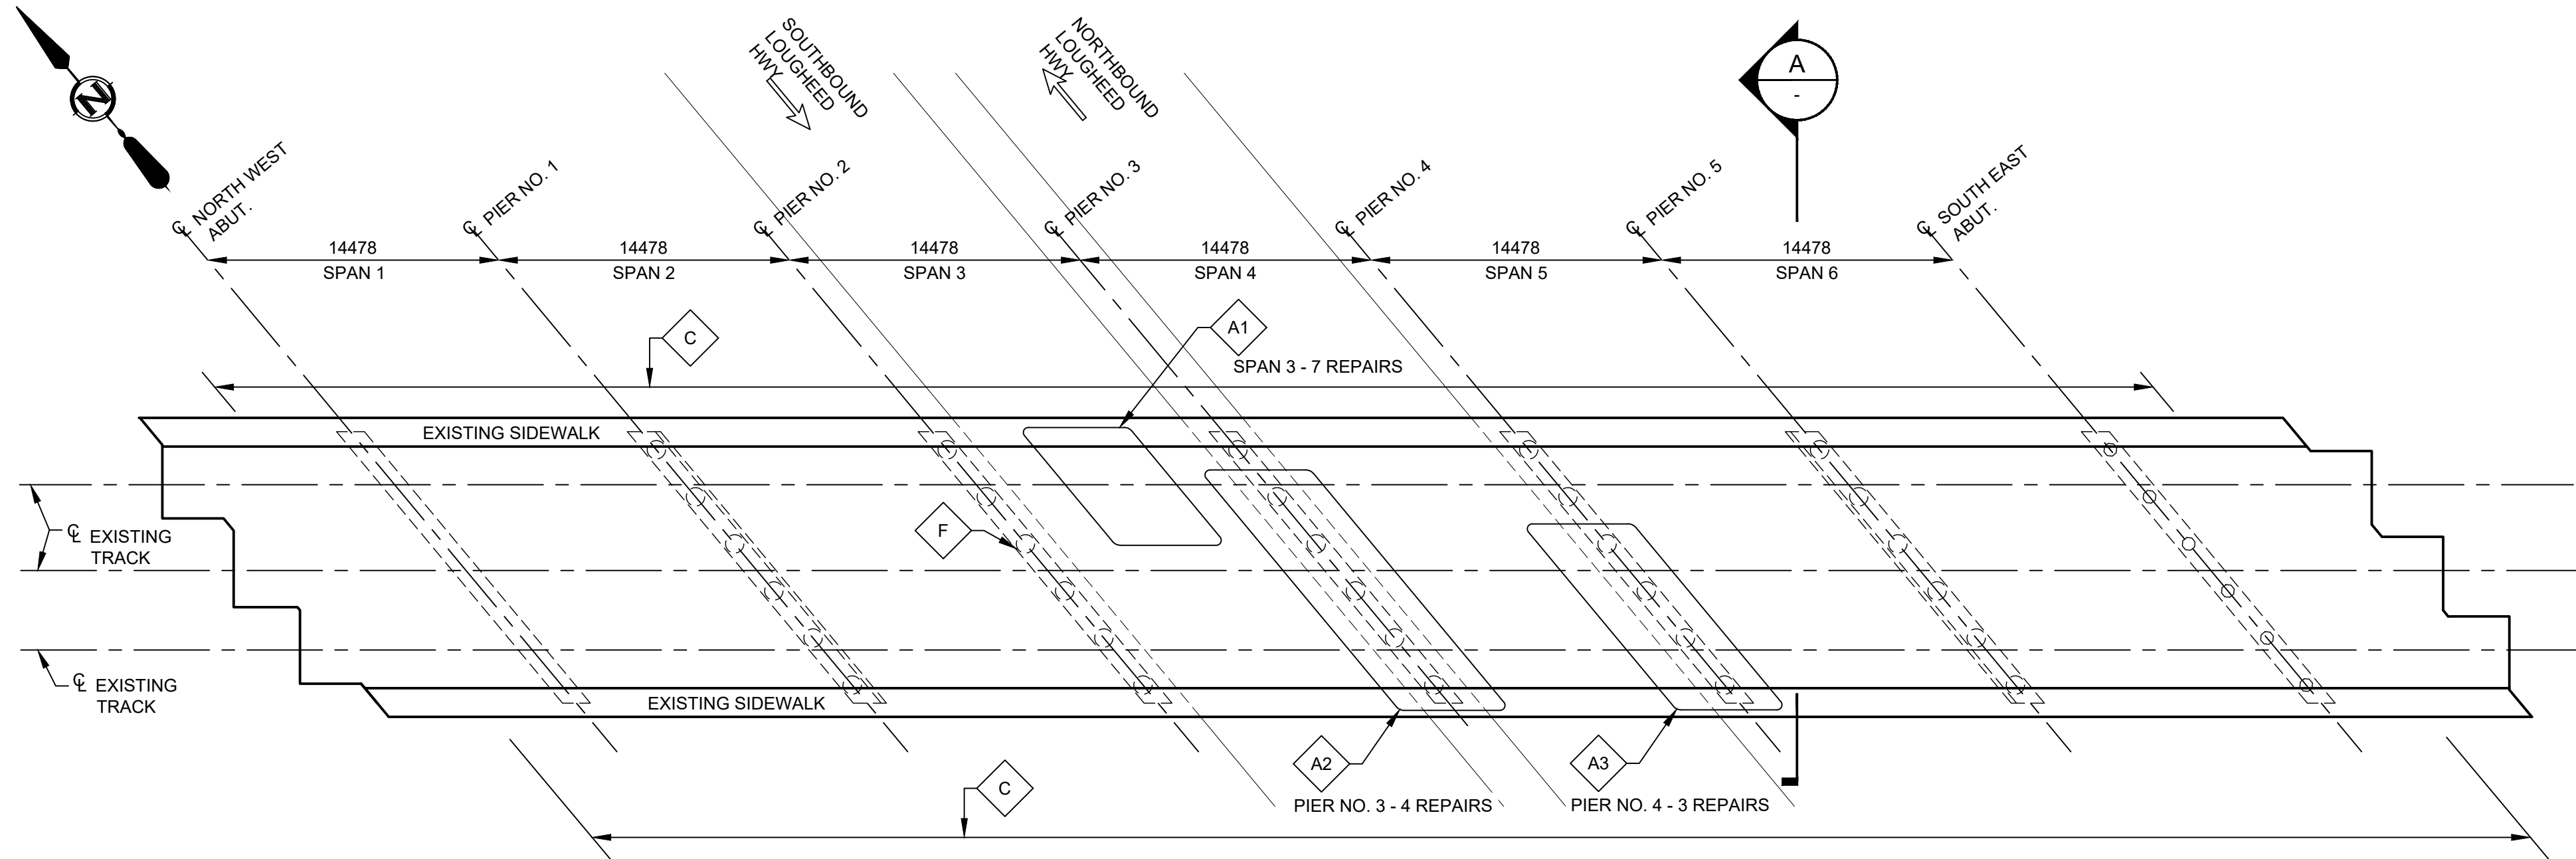 N
SOUTHBOUND
LOUGHEED
HWY
NORTHBOUND
LOUGHEED
HWY
A
-
℄ NORTH WEST
ABUT.
℄ PIER NO. 1
℄ PIER NO. 2
℄ PIER NO. 3
℄ PIER NO. 4
℄ PIER NO. 5
℄ SOUTH EAST
ABUT.
14478
SPAN 1
14478
SPAN 2
14478
SPAN 3
14478
SPAN 4
14478
SPAN 5
14478
SPAN 6
C
A1
SPAN 3 - 7 REPAIRS
EXISTING SIDEWALK
F
℄ EXISTING
TRACK
℄ EXISTING
TRACK
EXISTING SIDEWALK
A2
PIER NO. 3 - 4 REPAIRS
A3
PIER NO. 4 - 3 REPAIRS
C